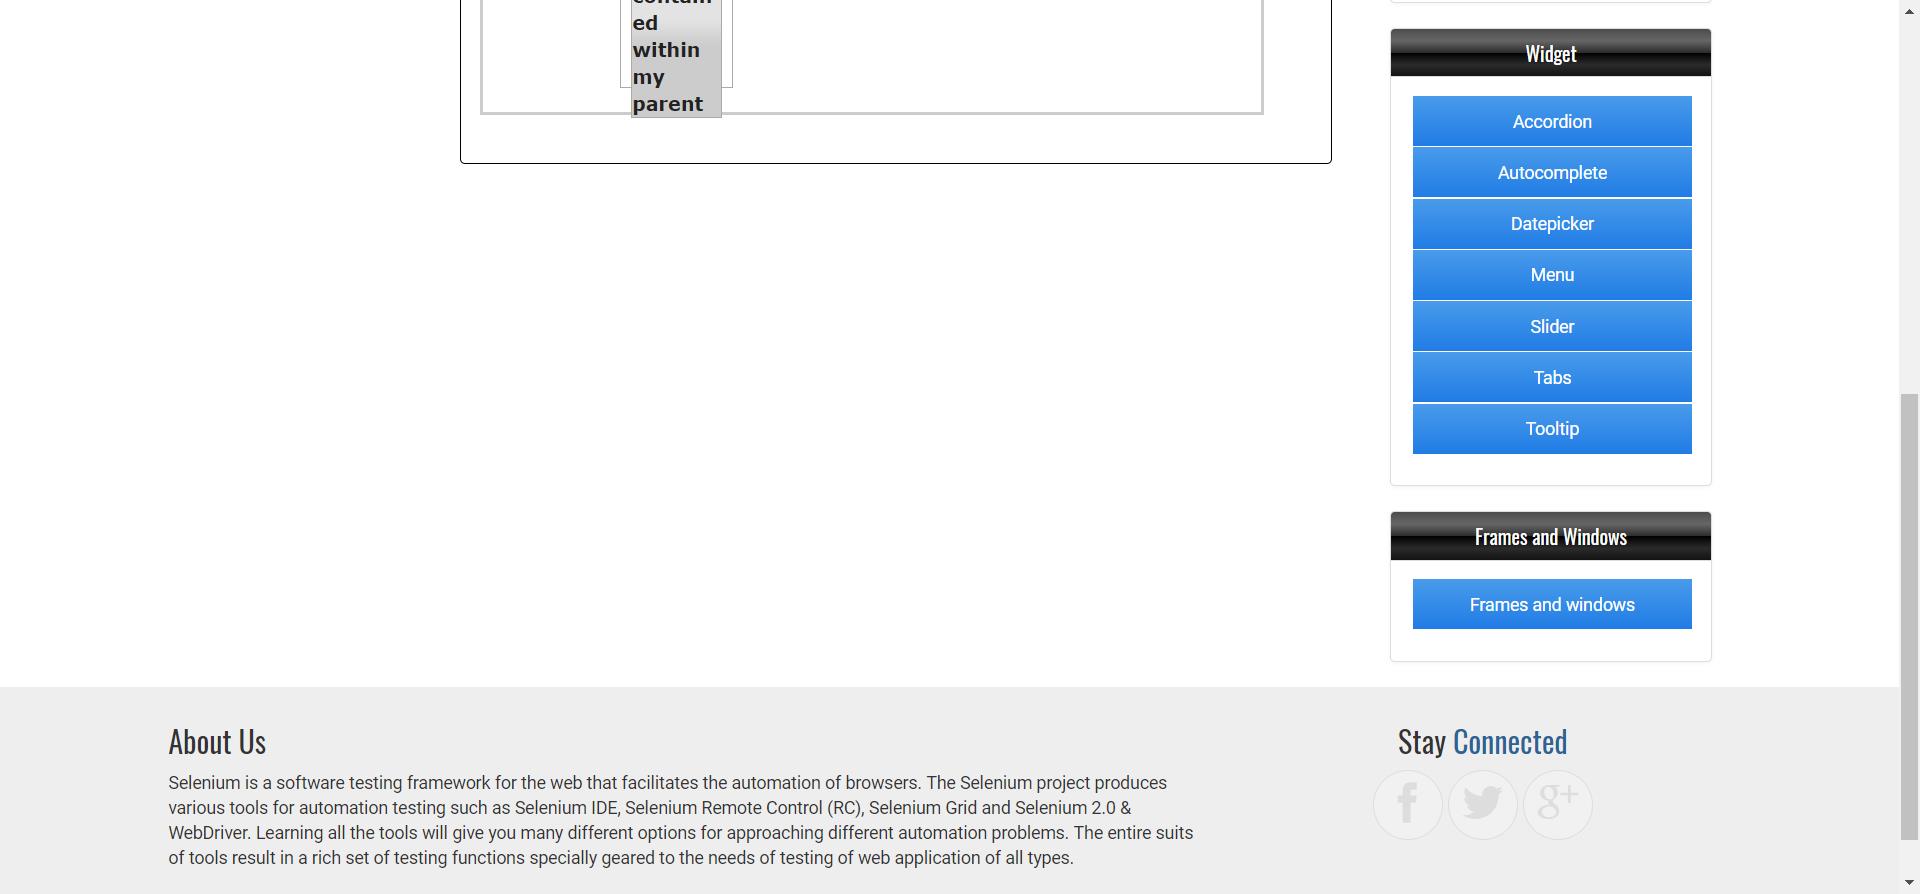 ed
within
my
parent
Widget
Accordion
Autocomplete
Datepicker
Menu
Slider
Tabs
Tooltip
Frames and Windows
Frames and windows
About Us
Selenium is a software testing framework for the web that facilitates the automation of browsers. The Selenium project produces
various tools for automation testing such as Selenium IDE, Selenium Remote Control (RC), Selenium Grid and Selenium 2.0 &
WebDriver. Learning all the tools will give you many different options for approaching different automation problems. The entire suits
of tools result in a rich set of testing functions specially geared to the needs of testing of web application of all types.
Stay Connected
f
g+